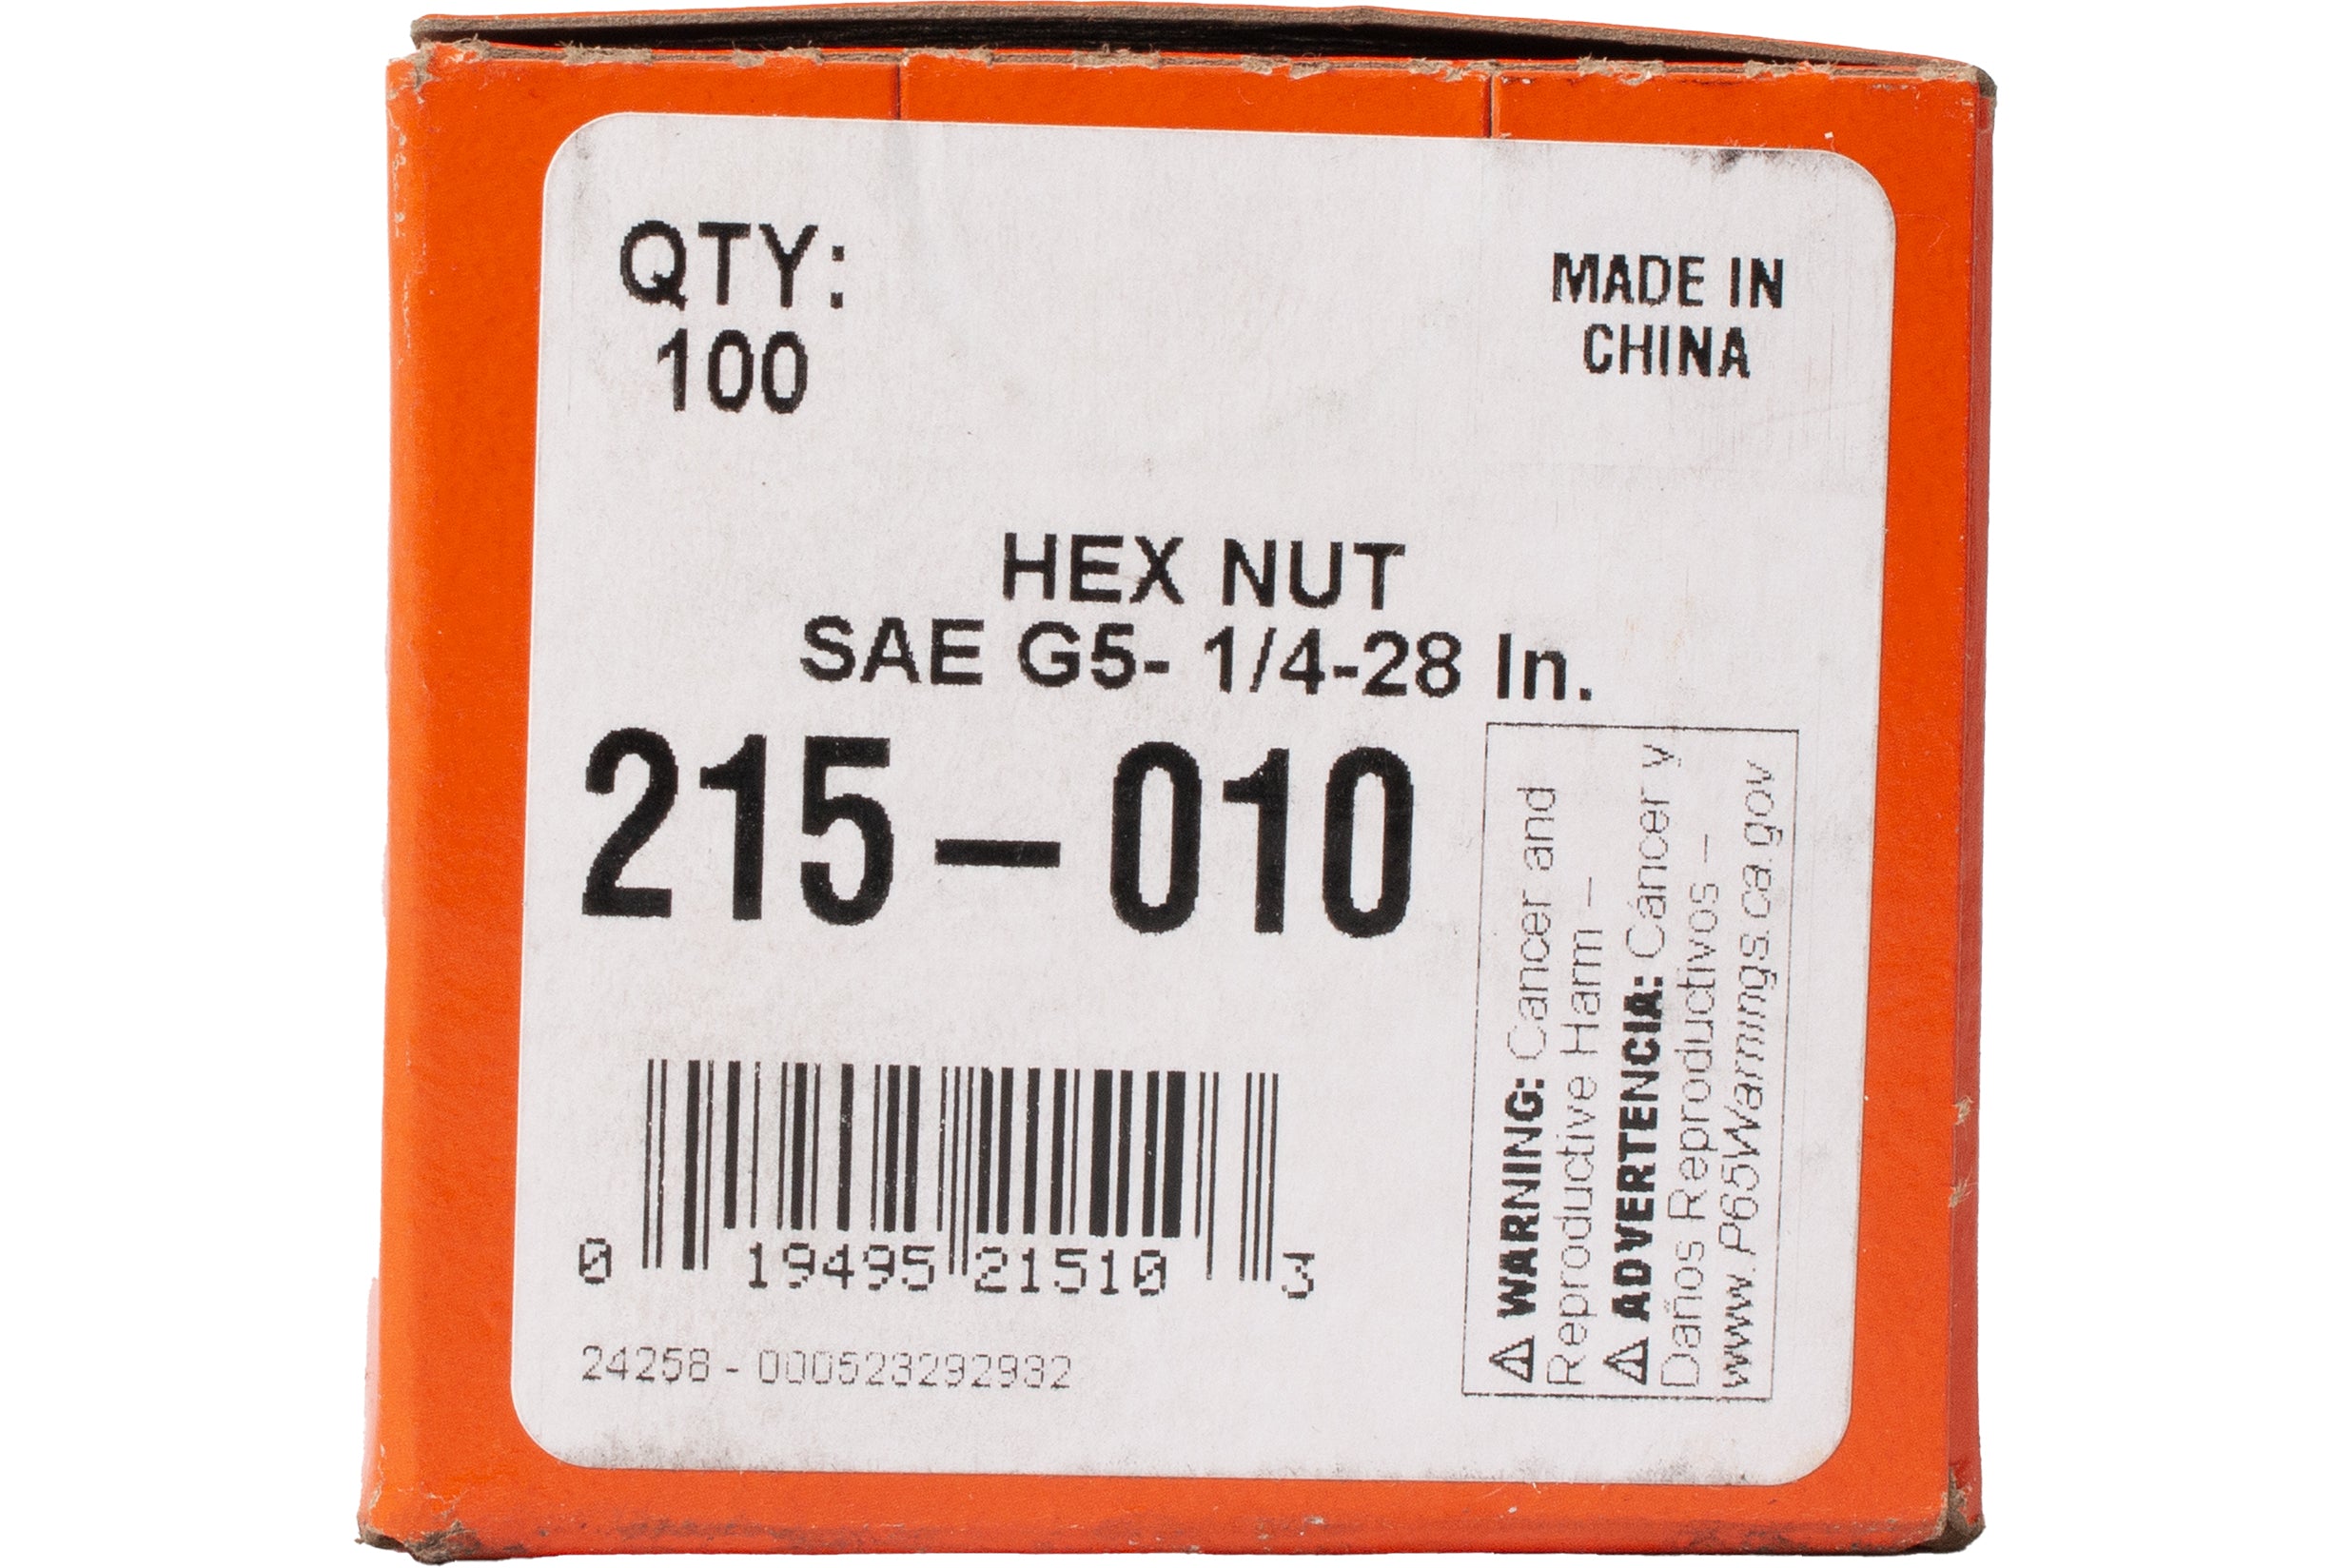 QTY:
100
MADE IN
CHINA
HEX NUT
SAE G5- 1/4-28 In.
215-010
⚠ WARNING: Cancer and
Reproductive Harm –
⚠ ADVERTENCIA: Cáncer y
Daños Reproductivos –
www.P65Warnings.ca.gov
0 19495 21510 3
24258 - 000523292932